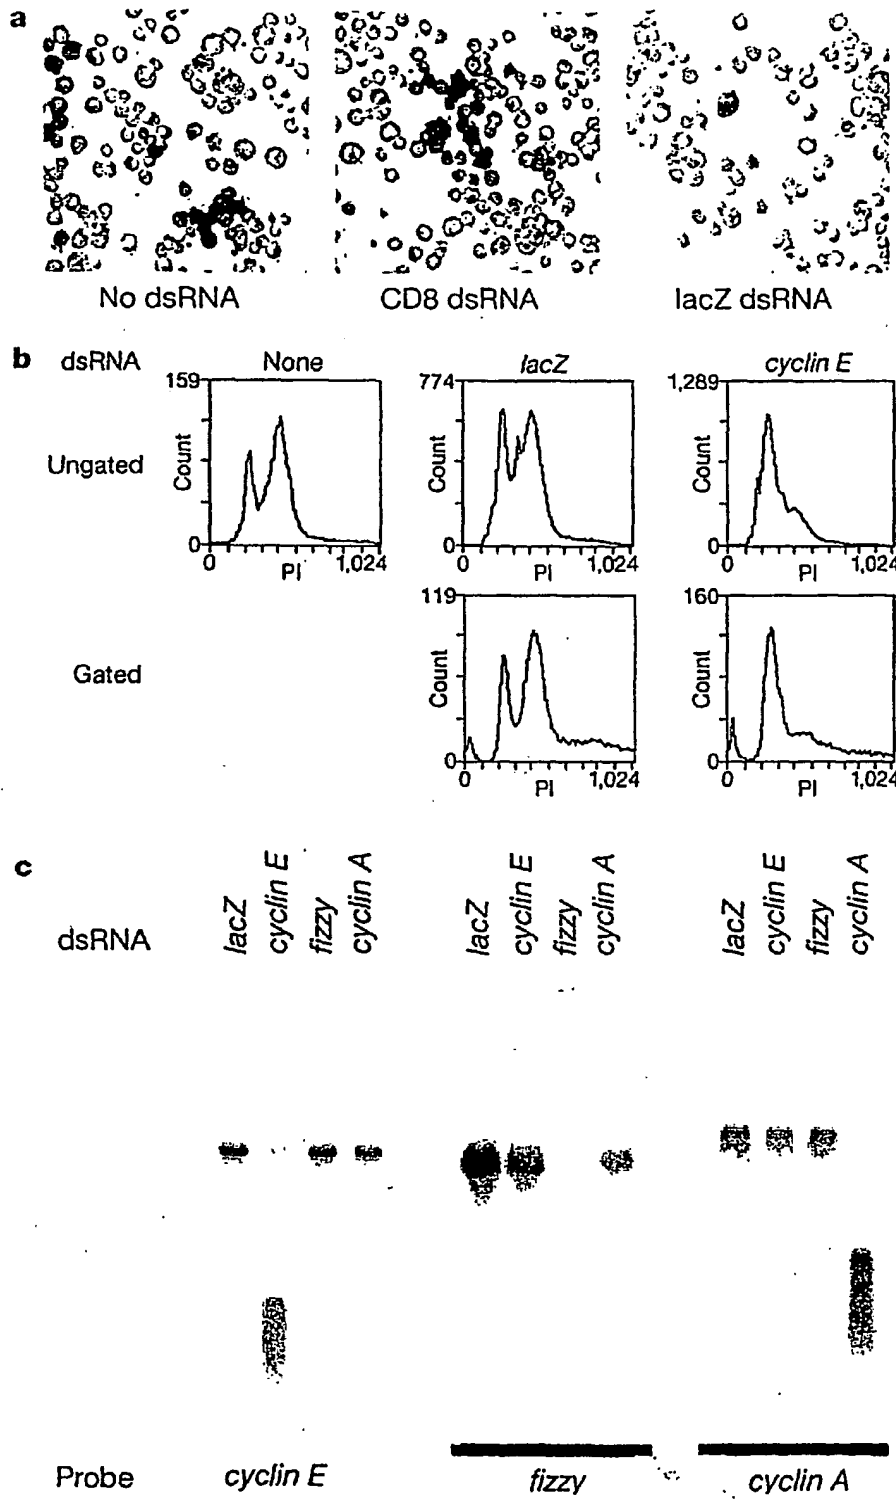 a
No dsRNA CD8 dsRNA lacZ dsRNA
b dsRNA None lacZ cyclin E
159 774 1,289
Ungated Count Count Count
0 0 0
0 PI 1,024 0 PI 1,024 0 PI 1,024
119 160
Gated Count Count
0 0
0 PI 1,024 0 PI 1,024
c
dsRNA lacZ cyclin E fizzy cyclin A lacZ cyclin E fizzy cyclin A lacZ cyclin E fizzy cyclin A
Probe cyclin E fizzy cyclin A